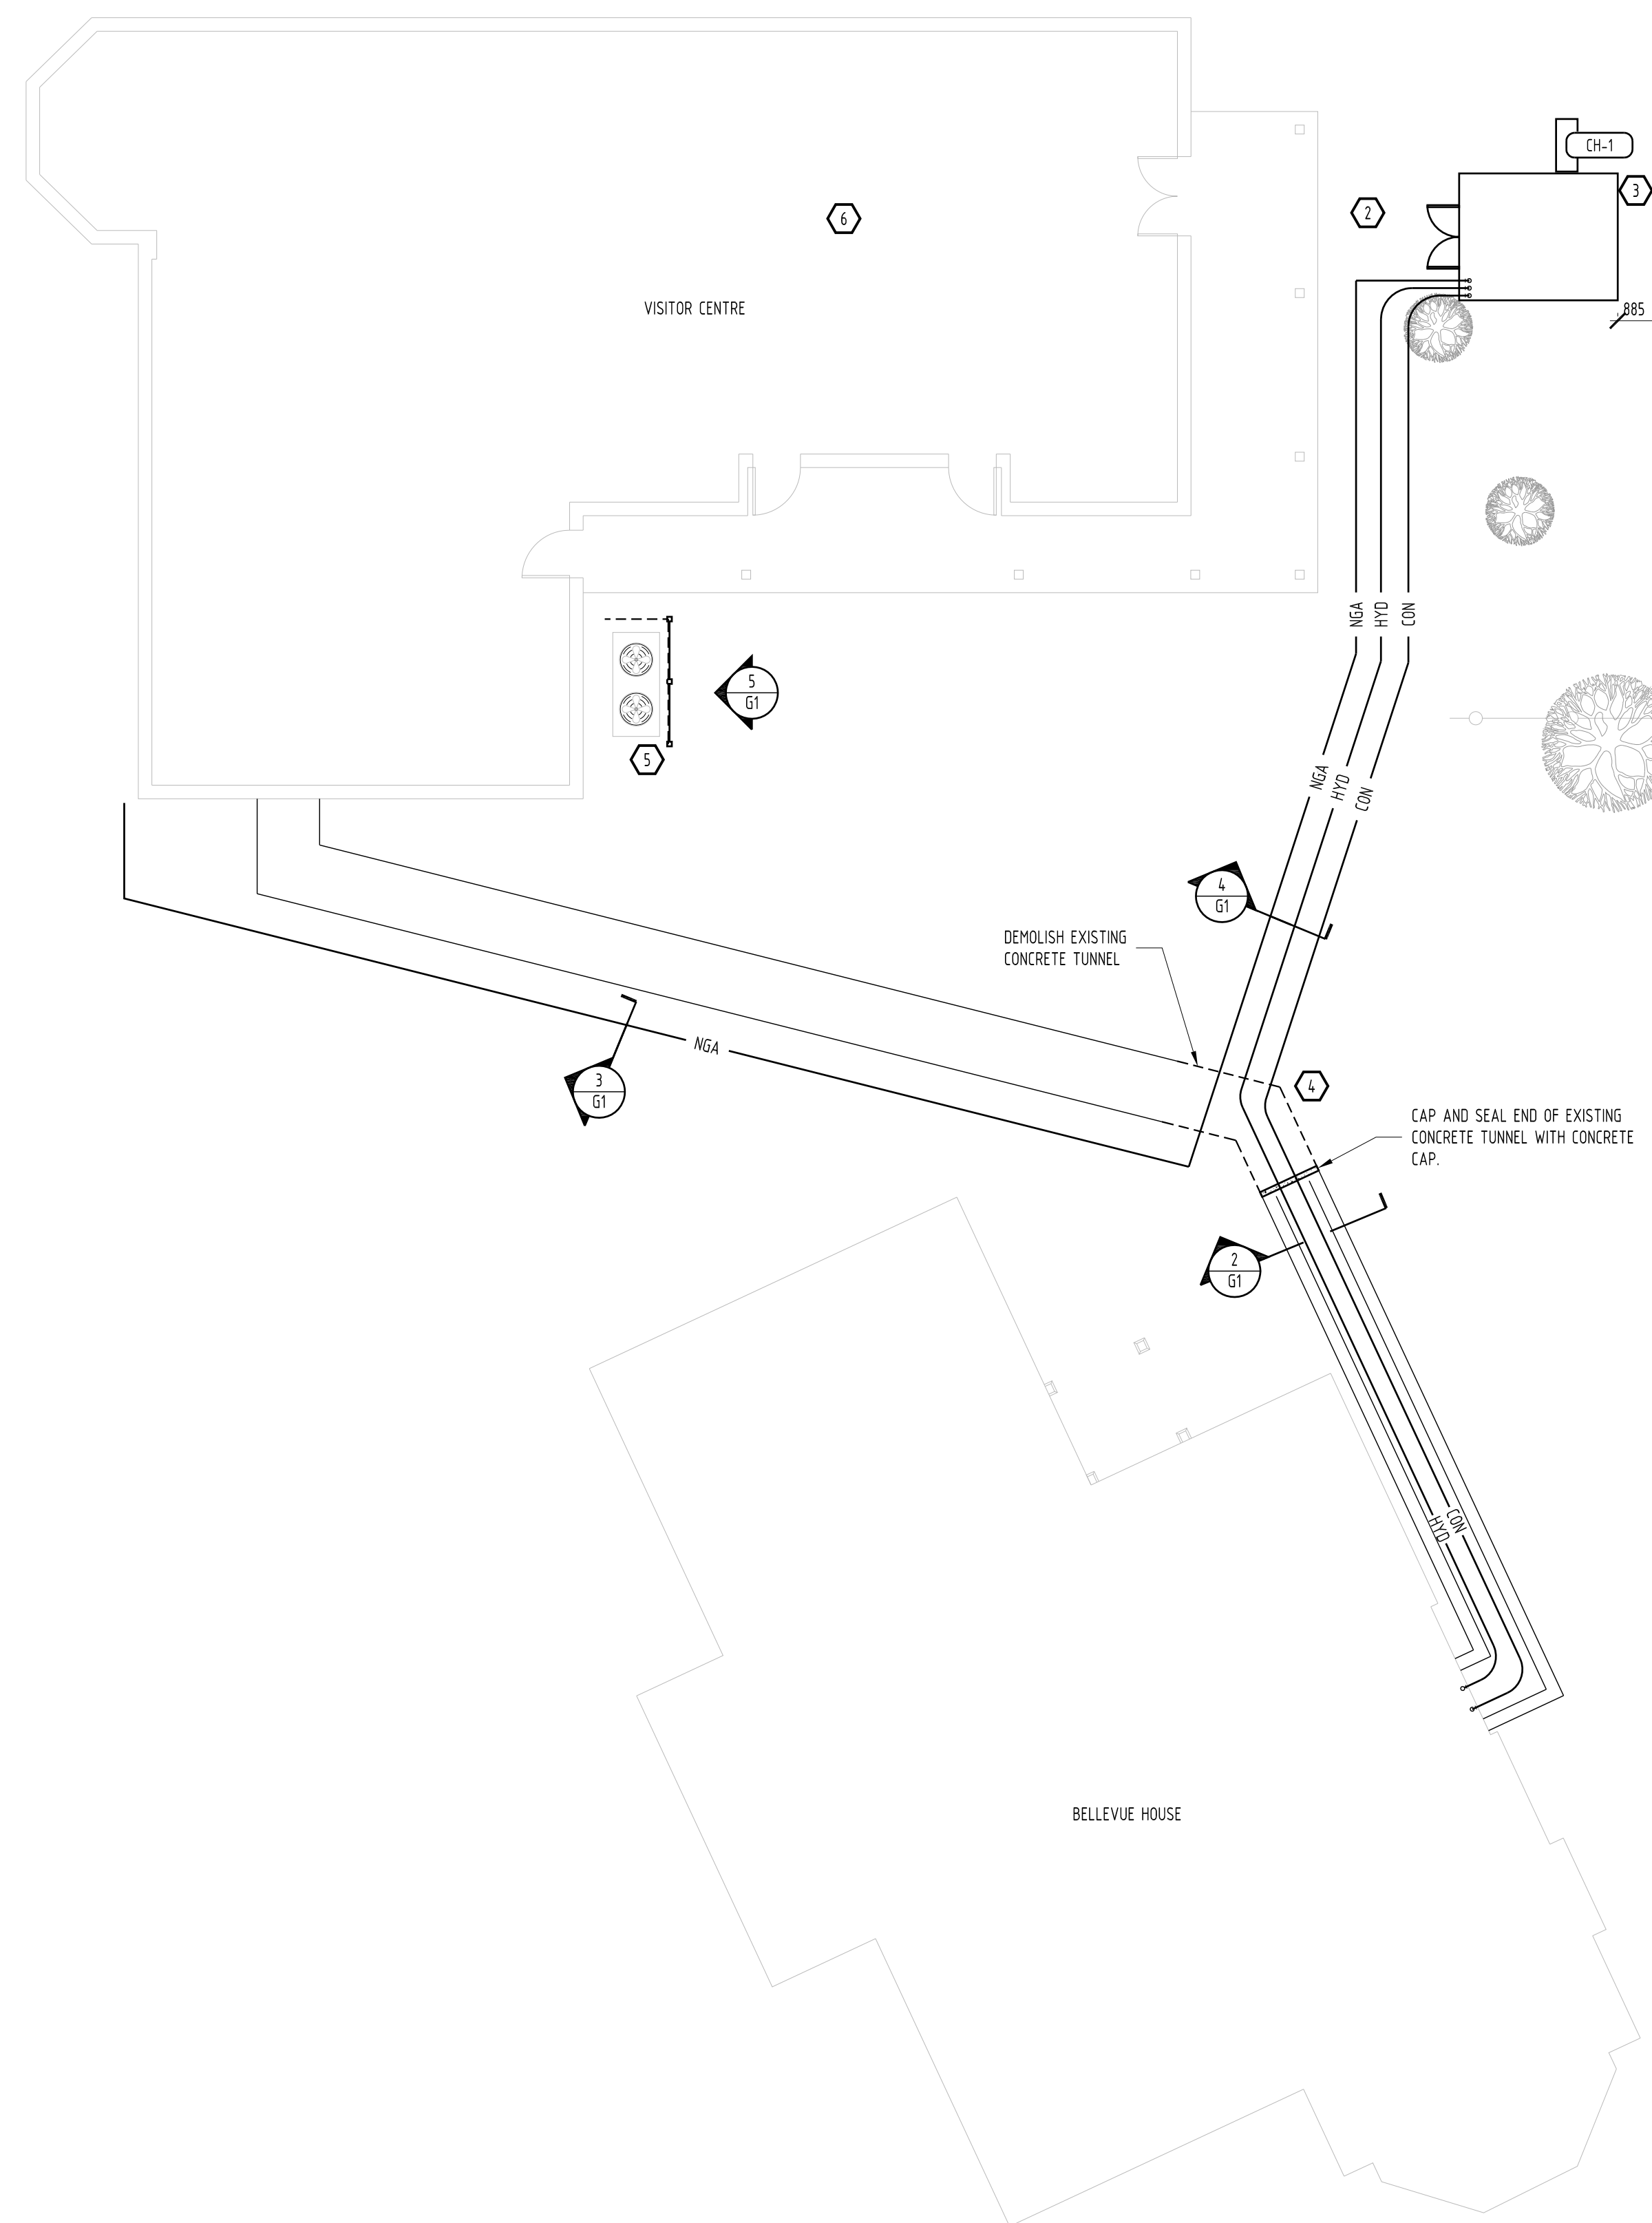 CH-1
3
2
6
VISITOR CENTRE
885
NGA
HYD
CON
5
G1
5
NGA
HYD
CON
4
G1
DEMOLISH EXISTING
CONCRETE TUNNEL
NGA
3
G1
4
CAP AND SEAL END OF EXISTING
CONCRETE TUNNEL WITH CONCRETE
CAP.
2
G1
CON
HYD
BELLEVUE HOUSE